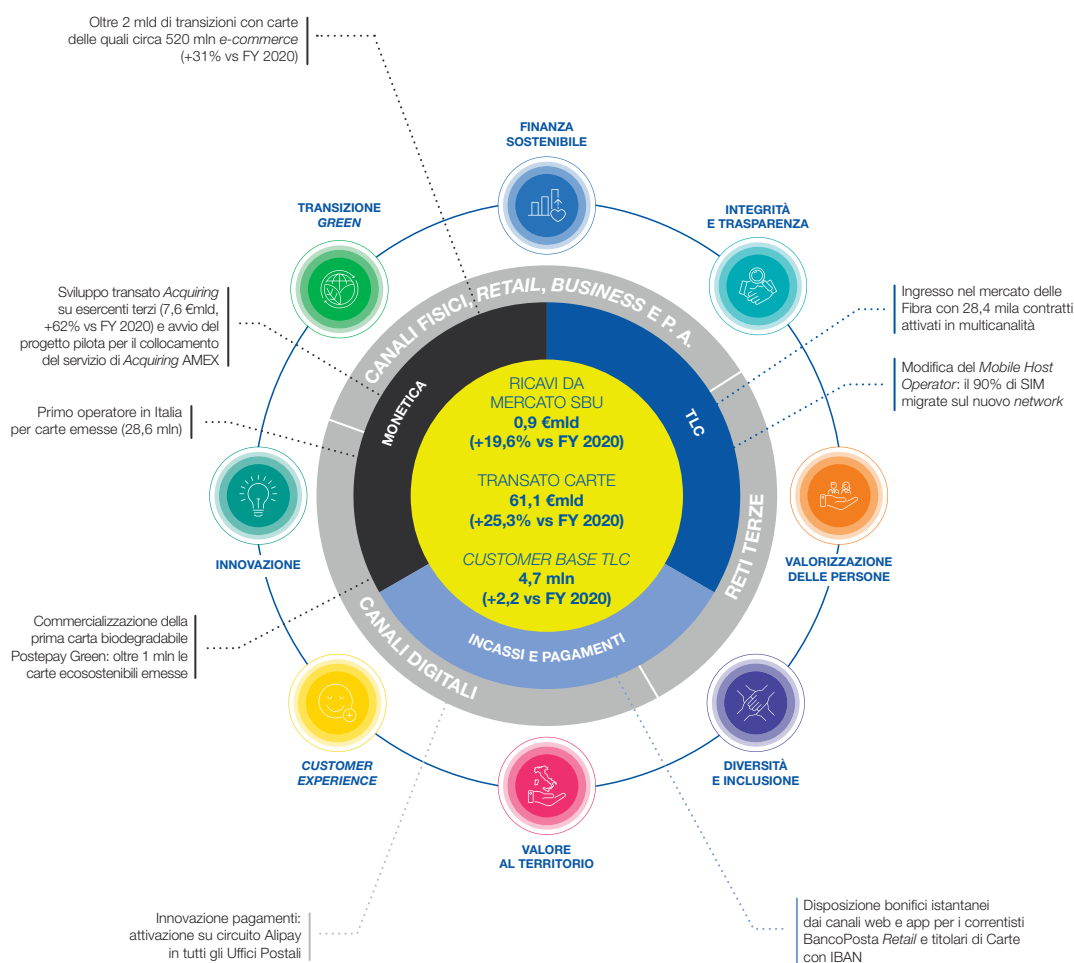 Oltre 2 mld di transizioni con carte
delle quali circa 520 mln e-commerce
(+31% vs FY 2020)
FINANZA
SOSTENIBILE
TRANSIZIONE
GREEN
INTEGRITÀ
E TRASPARENZA
Sviluppo transato Acquiring
su esercenti terzi (7,6 €mld,
+62% vs FY 2020) e avvio del
progetto pilota per il collocamento
del servizio di Acquiring AMEX
Ingresso nel mercato delle
Fibra con 28,4 mila contratti
attivati in multicanalità
Modifica del Mobile Host
Operator: il 90% di SIM
migrate sul nuovo network
Primo operatore in Italia
per carte emesse (28,6 mln)
CANALI FISICI, RETAIL, BUSINESS E P. A.
MONETICA
TLC
RICAVI DA
MERCATO SBU
0,9 €mld
(+19,6% vs FY 2020)
TRANSATO CARTE
61,1 €mld
(+25,3% vs FY 2020)
CUSTOMER BASE TLC
4,7 mln
(+2,2 vs FY 2020)
INCASSI E PAGAMENTI
RETI TERZE
CANALI DIGITALI
INNOVAZIONE
VALORIZZAZIONE
DELLE PERSONE
Commercializzazione della
prima carta biodegradabile
Postepay Green: oltre 1 mln le
carte ecosostenibili emesse
CUSTOMER
EXPERIENCE
DIVERSITÀ
E INCLUSIONE
VALORE
AL TERRITORIO
Innovazione pagamenti:
attivazione su circuito Alipay
in tutti gli Uffici Postali
Disposizione bonifici istantanei
dai canali web e app per i correntisti
BancoPosta Retail e titolari di Carte
con IBAN